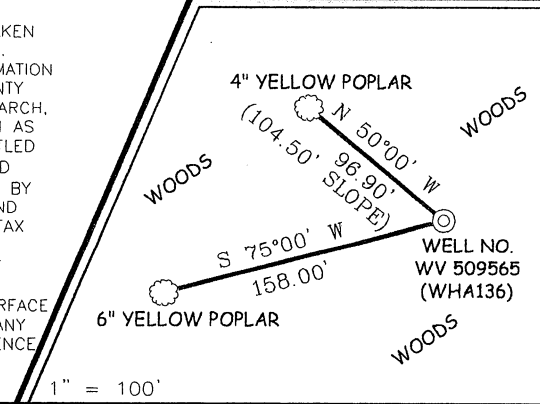 AKEN
MATION
NTY
ARCH,
AS
TLED
D
BY
ND
TAX
RFACE
ANY
ENCE
4" YELLOW POPLAR
WOODS
N 50°00' W
96.90'
(104.50' SLOPE)
WOODS
S 75°00' W
158.00'
WELL NO.
WV 509565
(WHA136)
6" YELLOW POPLAR
WOODS
1" = 100'